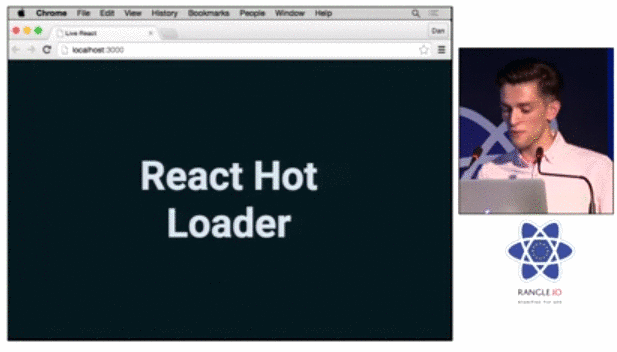 Chrome File Edit View History Bookmarks People Window Help
Live React
Dan
localhost:3000
React Hot
Loader
RANGLE.IO